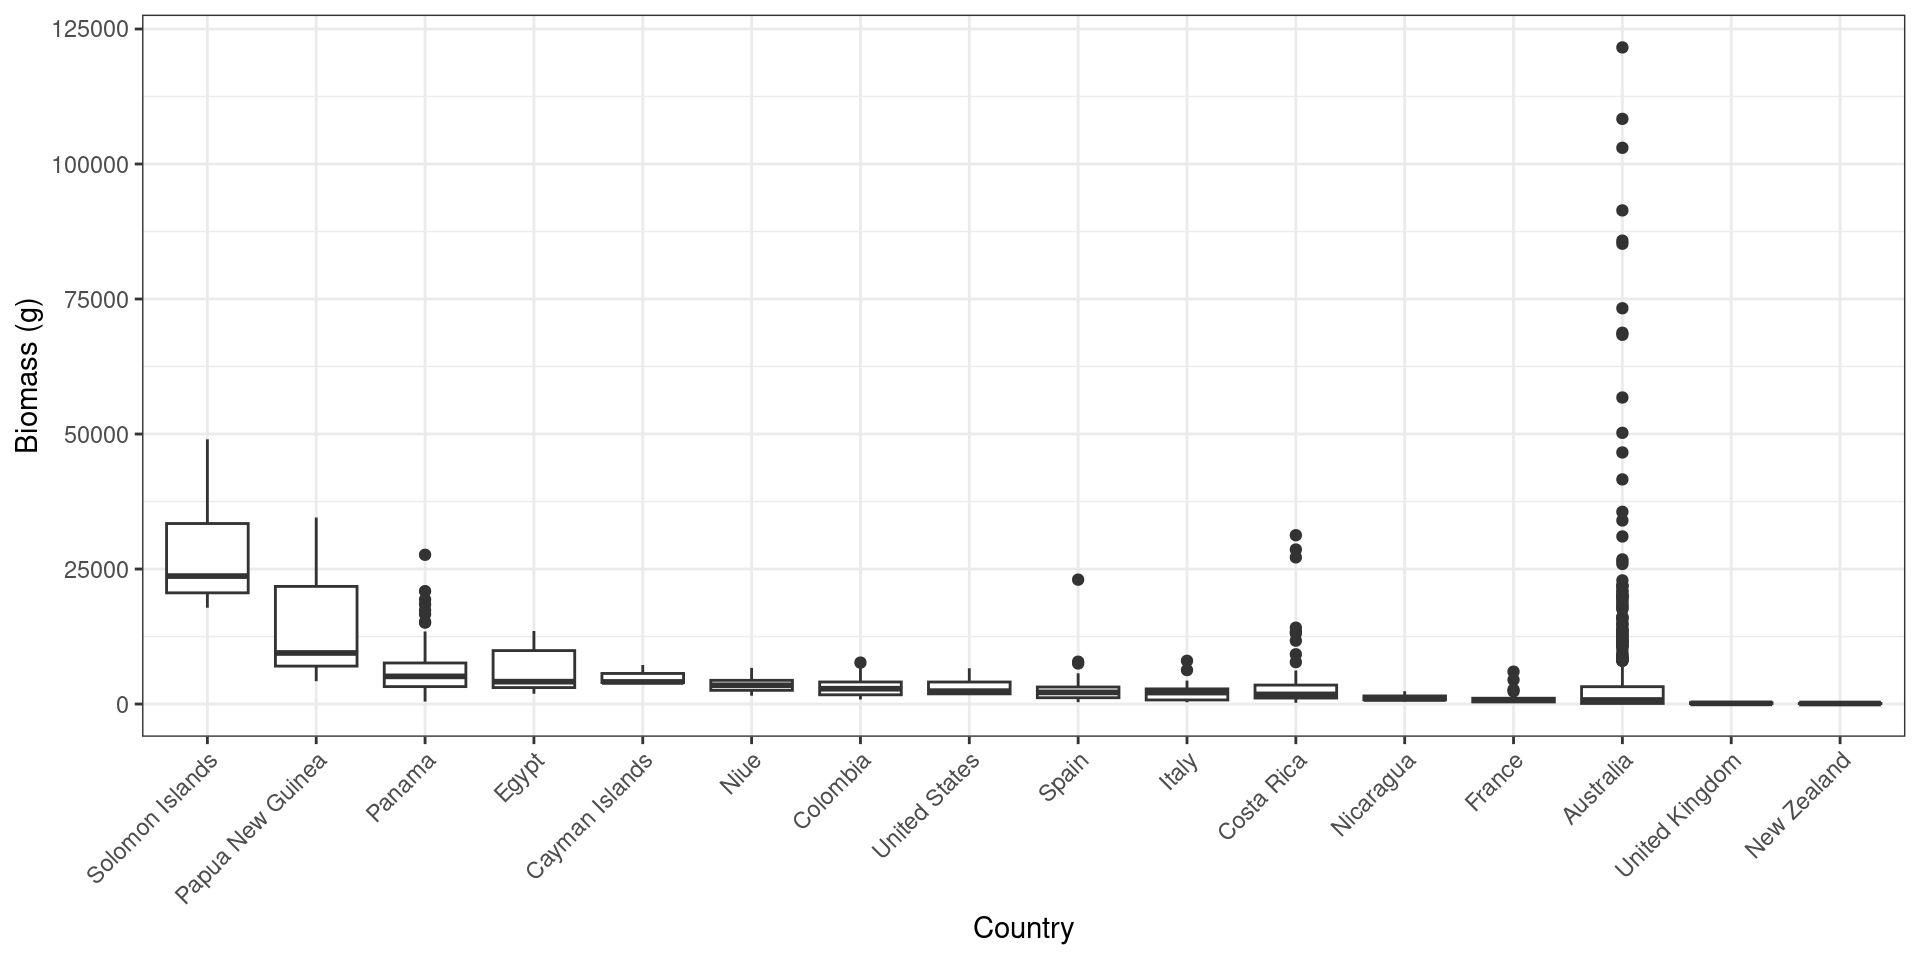 125000
100000
75000
50000
25000
0
Biomass (g)
Solomon Islands
Papua New Guinea
Panama
Egypt
Cayman Islands
Niue
Colombia
United States
Spain
Italy
Costa Rica
Nicaragua
France
Australia
United Kingdom
New Zealand
Country